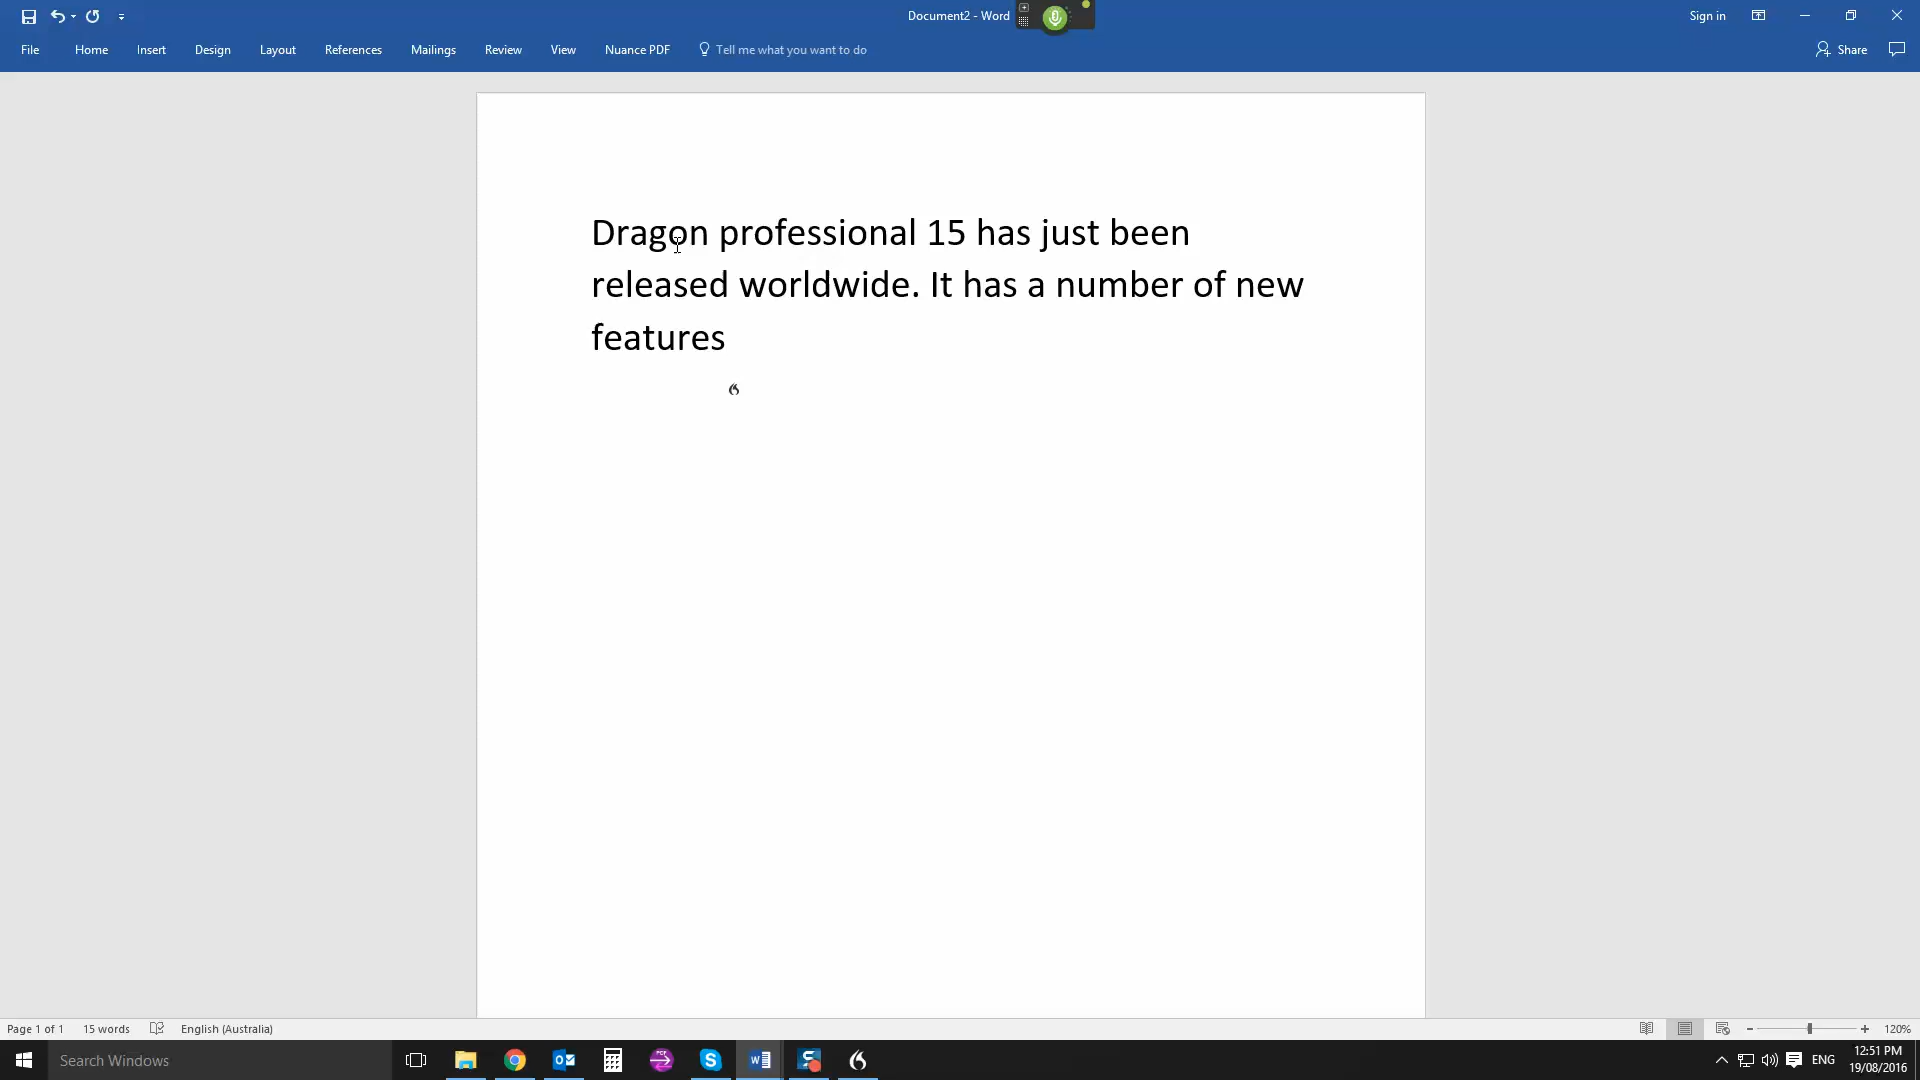 Document2 - Word
Sign in
File Home Insert Design Layout References Mailings Review View Nuance PDF Tell me what you want to do
Share
Dragon professional 15 has just been
released worldwide. It has a number of new
features
Page 1 of 1 15 words English (Australia)
120%
Search Windows
ENG
12:51 PM
19/08/2016